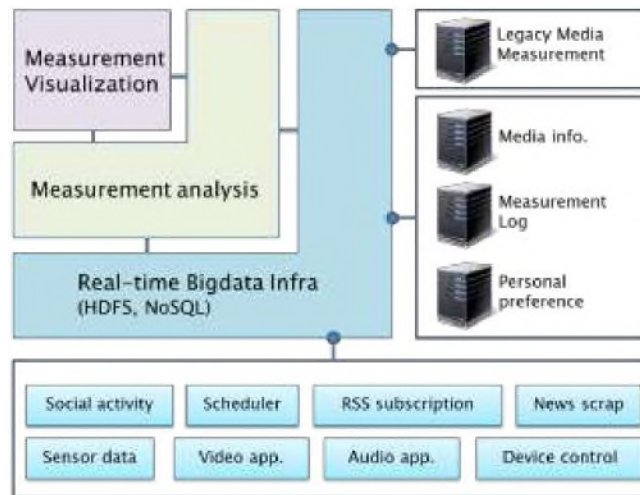 Measurement
Visualization
Measurement analysis
Real-time Bigdata Infra
(HDFS, NoSQL)
Legacy Media
Measurement
Media info.
Measurement
Log
Personal
preference
Social activity
Scheduler
RSS subscription
News scrap
Sensor data
Video app.
Audio app.
Device control